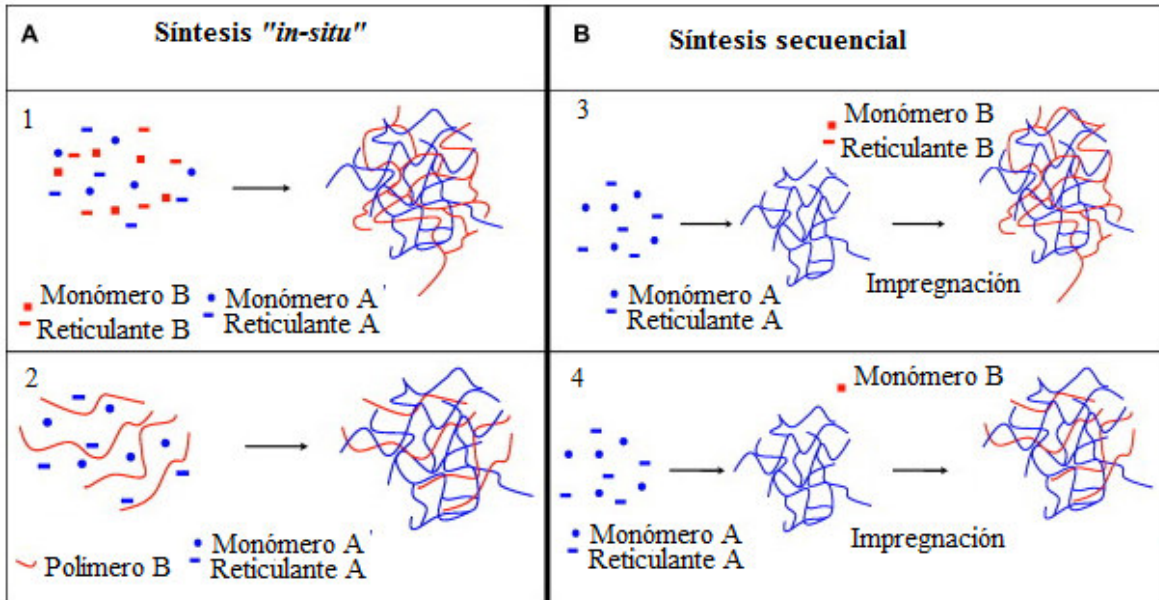 A
Síntesis "in-situ"
B
Síntesis secuencial
1
Monómero B
Reticulante B
Monómero A'
Reticulante A
2
Polimero B
Monómero A'
Reticulante A
3
Monómero B
Reticulante B
Monómero A
Reticulante A
Impregnación
4
Monómero B
Monómero A
Reticulante A
Impregnación